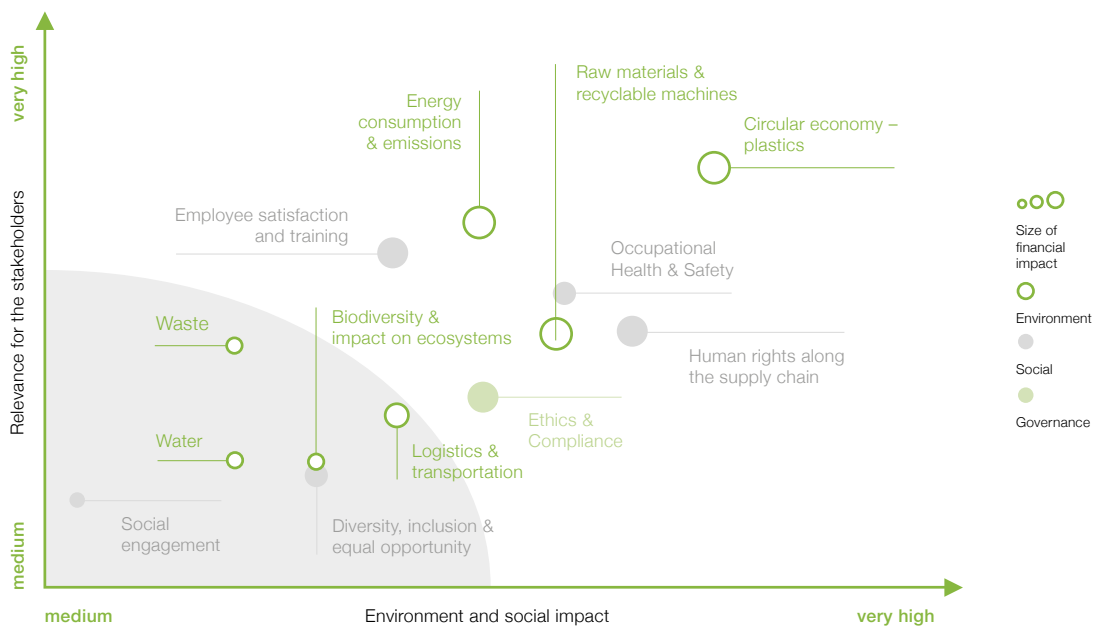 very high
Relevance for the stakeholders
medium
Raw materials &
recyclable machines
Energy
consumption
& emissions
Circular economy –
plastics
Employee satisfaction
and training
Occupational
Health & Safety
Waste
Biodiversity &
impact on ecosystems
Human rights along
the supply chain
Ethics &
Compliance
Water
Logistics &
transportation
Social
engagement
Diversity, inclusion &
equal opportunity
medium
Environment and social impact
very high
Size of
financial
impact
Environment
Social
Governance